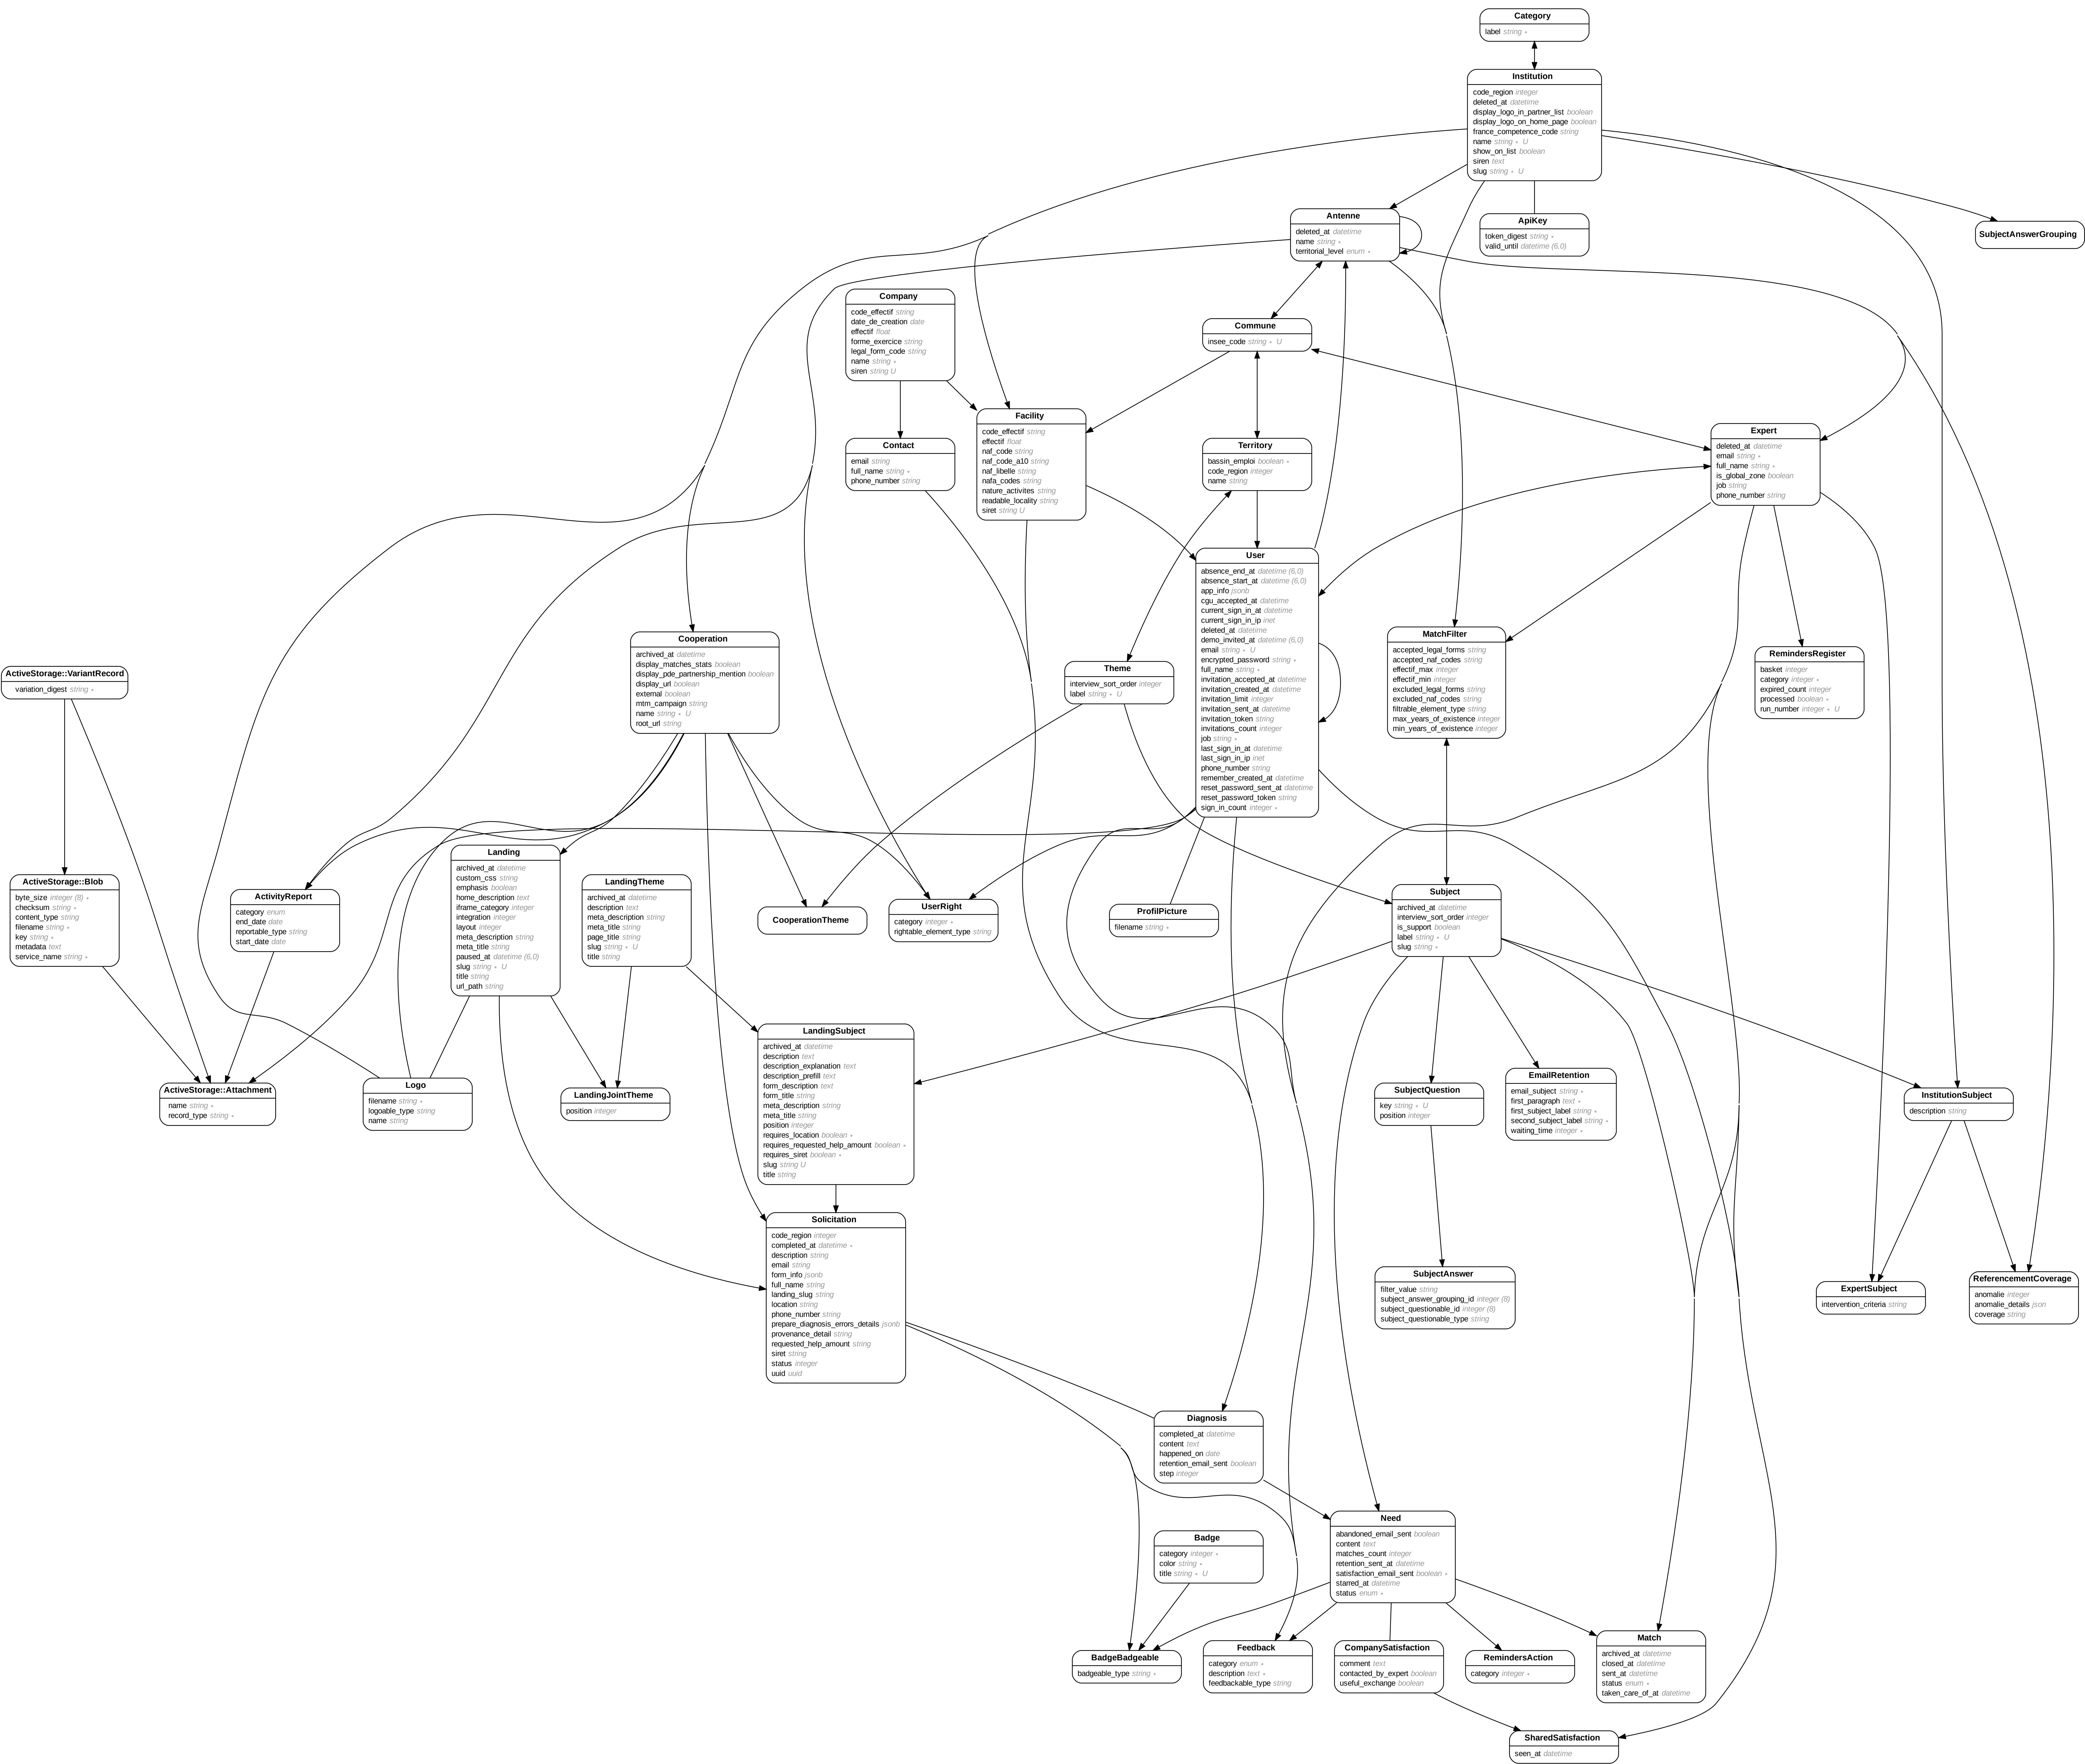 Category
label string ∗
Institution
code_region integer
deleted_at datetime
display_logo_in_partner_list boolean
display_logo_on_home_page boolean
france_competence_code string
name string ∗ U
show_on_list boolean
siren text
slug string ∗ U
Antenne
deleted_at datetime
name string ∗
territorial_level enum ∗
ApiKey
token_digest string ∗
valid_until datetime (6,0)
SubjectAnswerGrouping
Company
code_effectif string
date_de_creation date
effectif float
forme_exercice string
legal_form_code string
name string ∗
siren string U
Commune
insee_code string ∗ U
Facility
code_effectif string
effectif float
naf_code string
naf_code_a10 string
naf_libelle string
nafa_codes string
nature_activites string
readable_locality string
siret string U
Contact
email string
full_name string ∗
phone_number string
Territory
bassin_emploi boolean ∗
code_region integer
name string
Expert
deleted_at datetime
email string ∗
full_name string ∗
is_global_zone boolean
job string
phone_number string
User
absence_end_at datetime (6,0)
absence_start_at datetime (6,0)
app_info jsonb
cgu_accepted_at datetime
current_sign_in_at datetime
current_sign_in_ip inet
deleted_at datetime
demo_invited_at datetime (6,0)
email string ∗ U
encrypted_password string ∗
full_name string ∗
invitation_accepted_at datetime
invitation_created_at datetime
invitation_limit integer
invitation_sent_at datetime
invitation_token string
invitations_count integer
job string ∗
last_sign_in_at datetime
last_sign_in_ip inet
phone_number string
remember_created_at datetime
reset_password_sent_at datetime
reset_password_token string
sign_in_count integer ∗
Cooperation
archived_at datetime
display_matches_stats boolean
display_pde_partnership_mention boolean
display_url boolean
external boolean
mtm_campaign string
name string ∗ U
root_url string
Theme
interview_sort_order integer
label string ∗ U
MatchFilter
accepted_legal_forms string
accepted_naf_codes string
effectif_max integer
effectif_min integer
excluded_legal_forms string
excluded_naf_codes string
filtrable_element_type string
max_years_of_existence integer
min_years_of_existence integer
RemindersRegister
basket integer
category integer ∗
expired_count integer
processed boolean ∗
run_number integer ∗ U
ActiveStorage::VariantRecord
variation_digest string ∗
ActiveStorage::Blob
byte_size integer (8) ∗
checksum string ∗
content_type string
filename string ∗
key string ∗
metadata text
service_name string ∗
ActivityReport
category enum
end_date date
reportable_type string
start_date date
Landing
archived_at datetime
custom_css string
emphasis boolean
home_description text
iframe_category integer
integration integer
layout integer
meta_description string
meta_title string
paused_at datetime (6,0)
slug string ∗ U
title string
url_path string
LandingTheme
archived_at datetime
description text
meta_description string
meta_title string
page_title string
slug string ∗ U
title string
CooperationTheme
UserRight
category integer ∗
rightable_element_type string
ProfilPicture
filename string ∗
Subject
archived_at datetime
interview_sort_order integer
is_support boolean
label string ∗ U
slug string ∗
LandingSubject
archived_at datetime
description text
description_explanation text
description_prefill text
form_description text
form_title string
meta_description string
meta_title string
position integer
requires_location boolean ∗
requires_requested_help_amount boolean ∗
requires_siret boolean ∗
slug string U
title string
ActiveStorage::Attachment
name string ∗
record_type string ∗
Logo
filename string ∗
logoable_type string
name string
LandingJointTheme
position integer
SubjectQuestion
key string ∗ U
position integer
EmailRetention
email_subject string ∗
first_paragraph text ∗
first_subject_label string ∗
second_subject_label string ∗
waiting_time integer ∗
InstitutionSubject
description string
Solicitation
code_region integer
completed_at datetime ∗
description string
email string
form_info jsonb
full_name string
landing_slug string
location string
phone_number string
prepare_diagnosis_errors_details jsonb
provenance_detail string
requested_help_amount string
siret string
status integer
uuid uuid
SubjectAnswer
filter_value string
subject_answer_grouping_id integer (8)
subject_questionable_id integer (8)
subject_questionable_type string
ExpertSubject
intervention_criteria string
ReferencementCoverage
anomalie integer
anomalie_details json
coverage string
Diagnosis
completed_at datetime
content text
happened_on date
retention_email_sent boolean
step integer
Need
abandoned_email_sent boolean
content text
matches_count integer
retention_sent_at datetime
satisfaction_email_sent boolean ∗
starred_at datetime
status enum ∗
Badge
category integer ∗
color string ∗
title string ∗ U
BadgeBadgeable
badgeable_type string ∗
Feedback
category enum ∗
description text ∗
feedbackable_type string
CompanySatisfaction
comment text
contacted_by_expert boolean
useful_exchange boolean
RemindersAction
category integer ∗
Match
archived_at datetime
closed_at datetime
sent_at datetime
status enum ∗
taken_care_of_at datetime
SharedSatisfaction
seen_at datetime